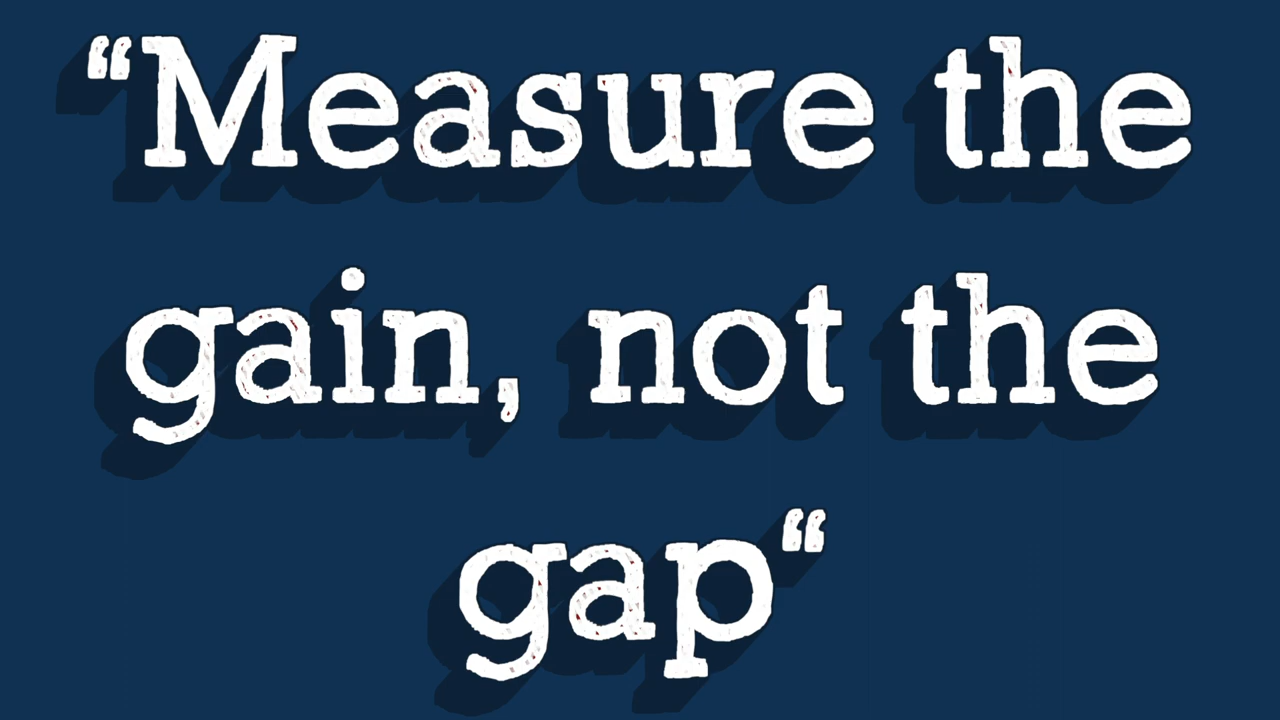 “Measure the
gain, not the
gap“